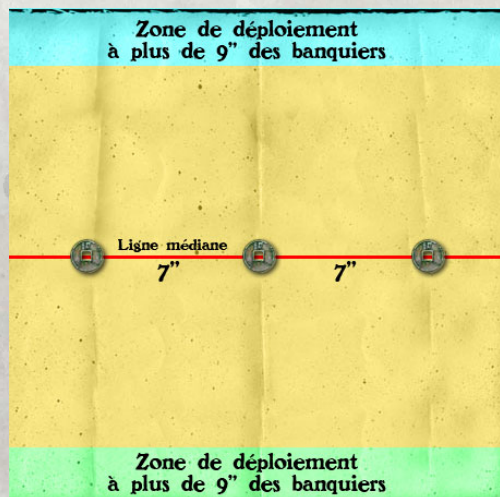 Zone de déploiement
à plus de 9" des banquiers
Ligne médiane
7" 7"
Zone de déploiement
à plus de 9" des banquiers